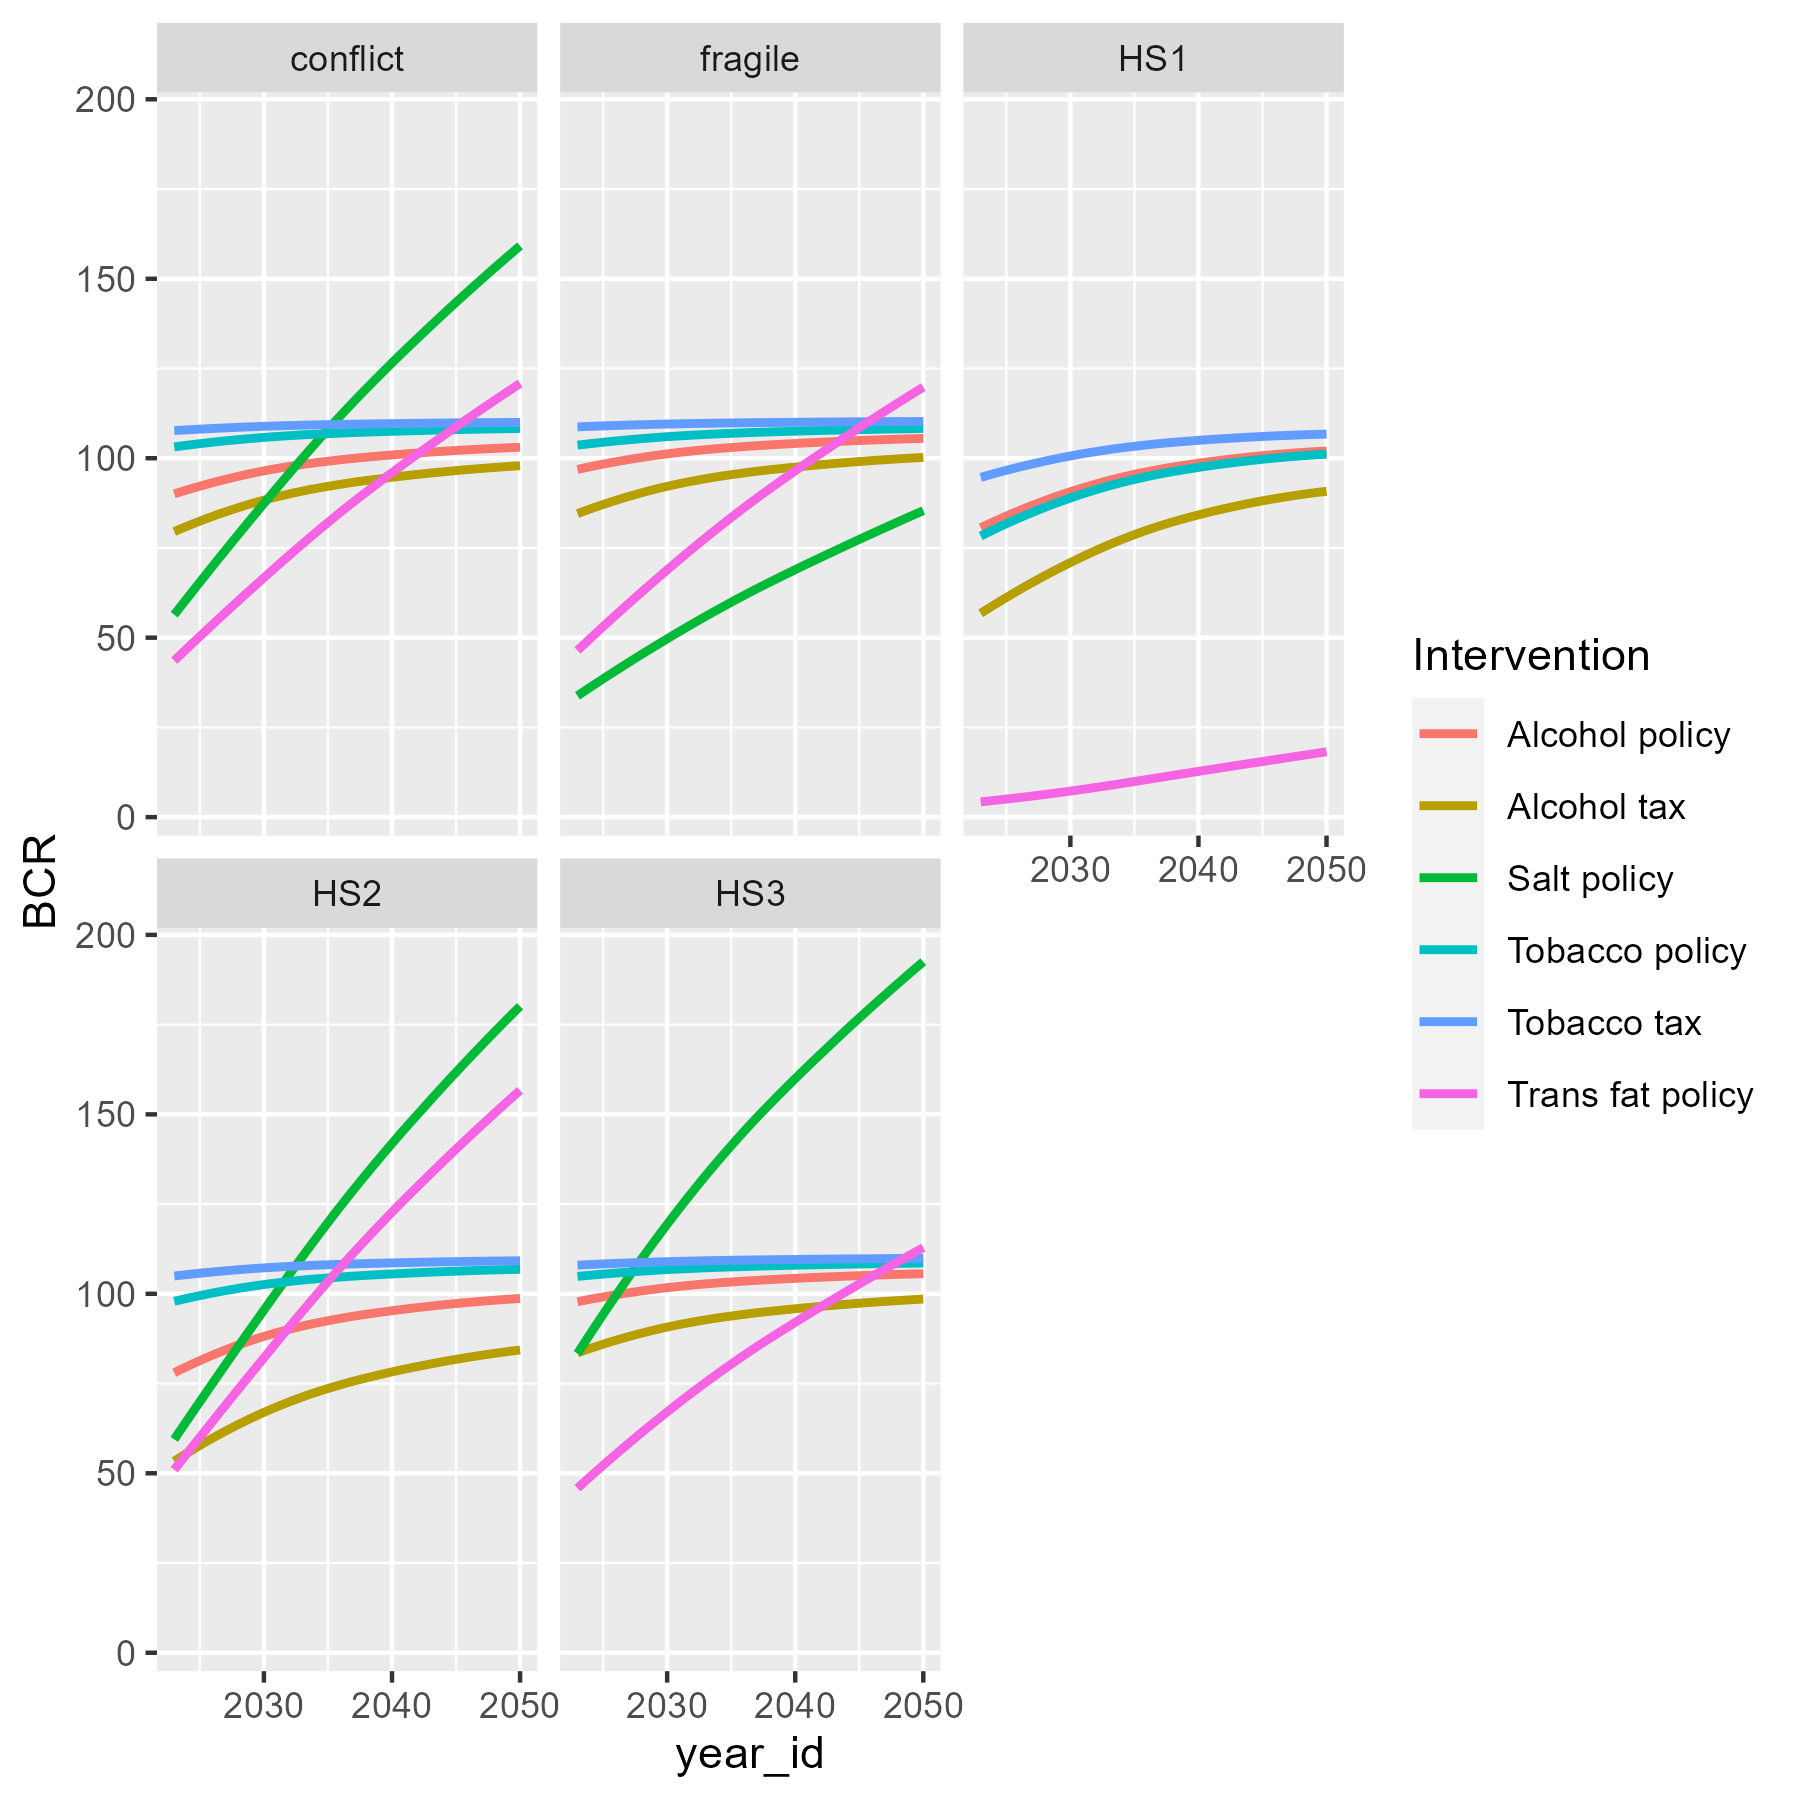 conflict
fragile
HS1
200
150
100
50
0
2030
2040
2050
HS2
HS3
200
150
100
50
0
2030
2040
2050
2030
2040
2050
year_id
BCR
Intervention
Alcohol policy
Alcohol tax
Salt policy
Tobacco policy
Tobacco tax
Trans fat policy